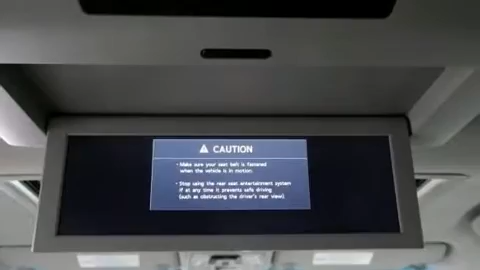 ⚠ CAUTION
• Make sure your seat belt is fastened
when the vehicle is in motion.
• Stop using the rear seat entertainment system
if at any time it prevents safe driving
(such as obstructing the driver's rear view)